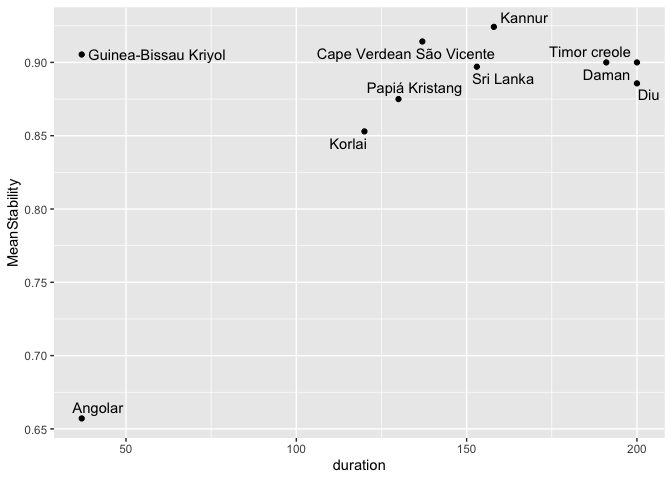 Kannur
Timor creole
Guinea-Bissau Kriyol
Cape Verdean São Vicente
0.90
Daman
Sri Lanka
Papiá Kristang
Diu
0.85
Korlai
MeanStability
0.80
0.75
0.70
Angolar
0.65
50
100
150
200
duration